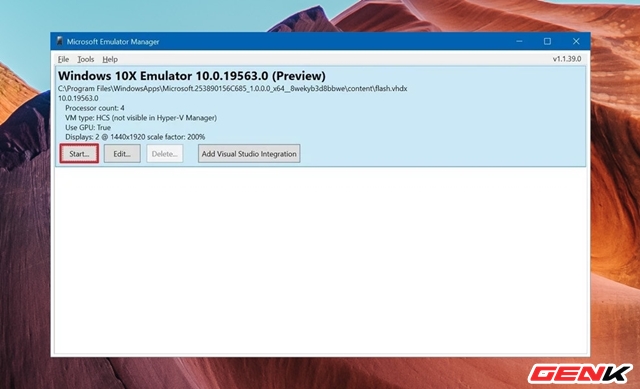 Microsoft Emulator Manager
File Tools Help
v1.1.39.0
Windows 10X Emulator 10.0.19563.0 (Preview)
C:\Program Files\WindowsApps\Microsoft.253890156C685_1.0.0.0_x64__8wekyb3d8bbwe\content\flash.vhdx
10.0.19563.0
Processor count: 4
VM type: HCS (not visible in Hyper-V Manager)
Use GPU: True
Displays: 2 @ 1440x1920 scale factor: 200%
Start... Edit... Delete... Add Visual Studio Integration
GENK